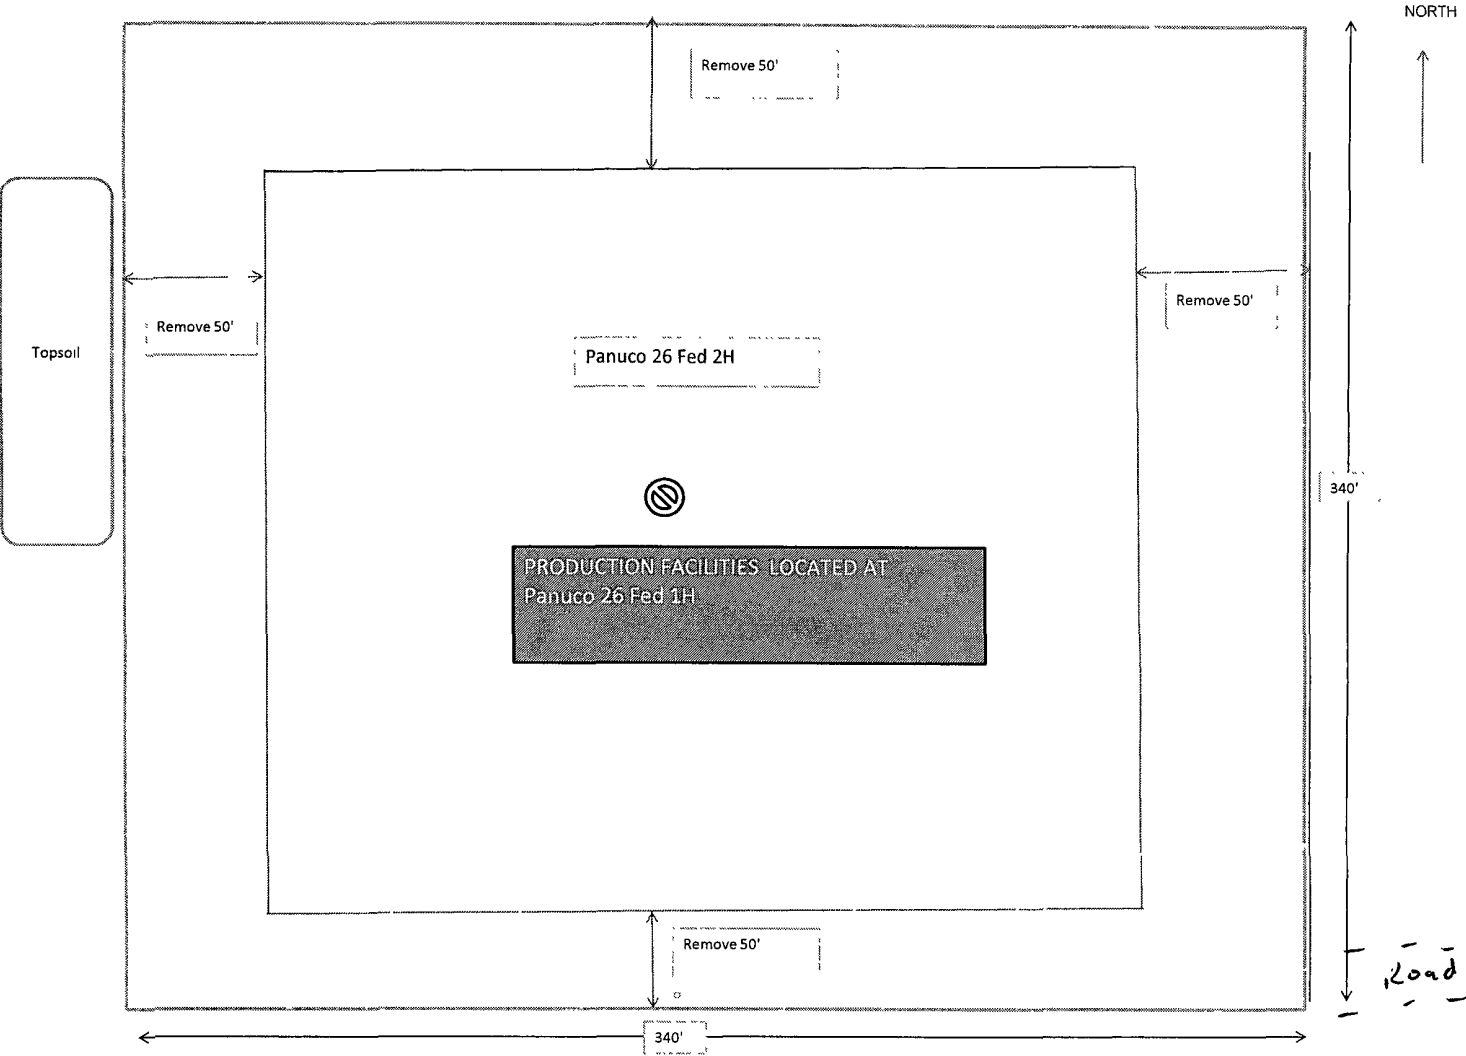 NORTH
Remove 50'
Remove 50'
Remove 50'
Topsoil
Panuco 26 Fed 2H
340'
PRODUCTION FACILITIES LOCATED AT
Panuco 26 Fed 1H
Remove 50'
Road
340'